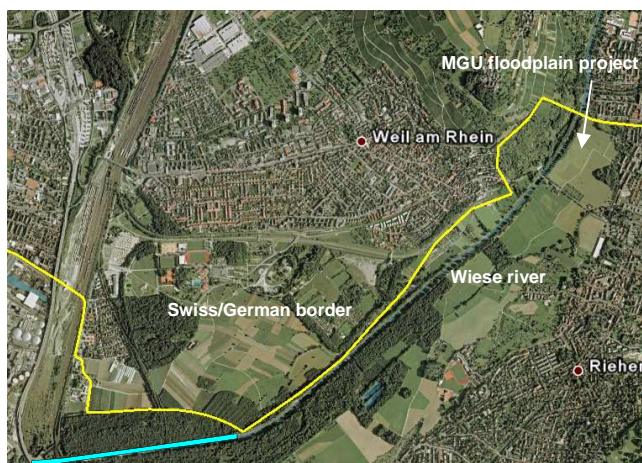 MGU floodplain project
Weil am Rhein
Wiese river
Swiss/German border
Riehen